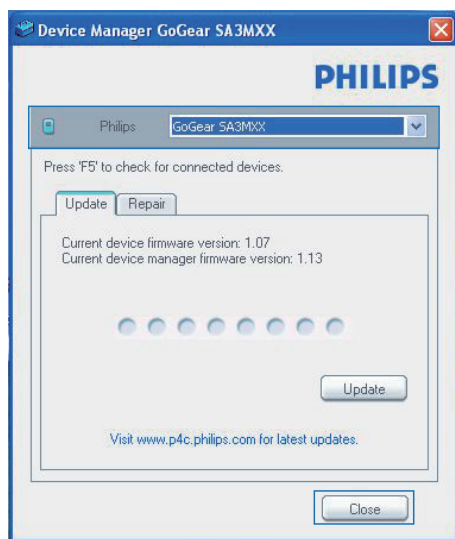 Device Manager GoGear SA3MXX
PHILIPS
Philips GoGear SA3MXX
Press 'F5' to check for connected devices.
Update Repair
Current device firmware version: 1.07
Current device manager firmware version: 1.13
Update
Visit www.p4c.philips.com for latest updates.
Close